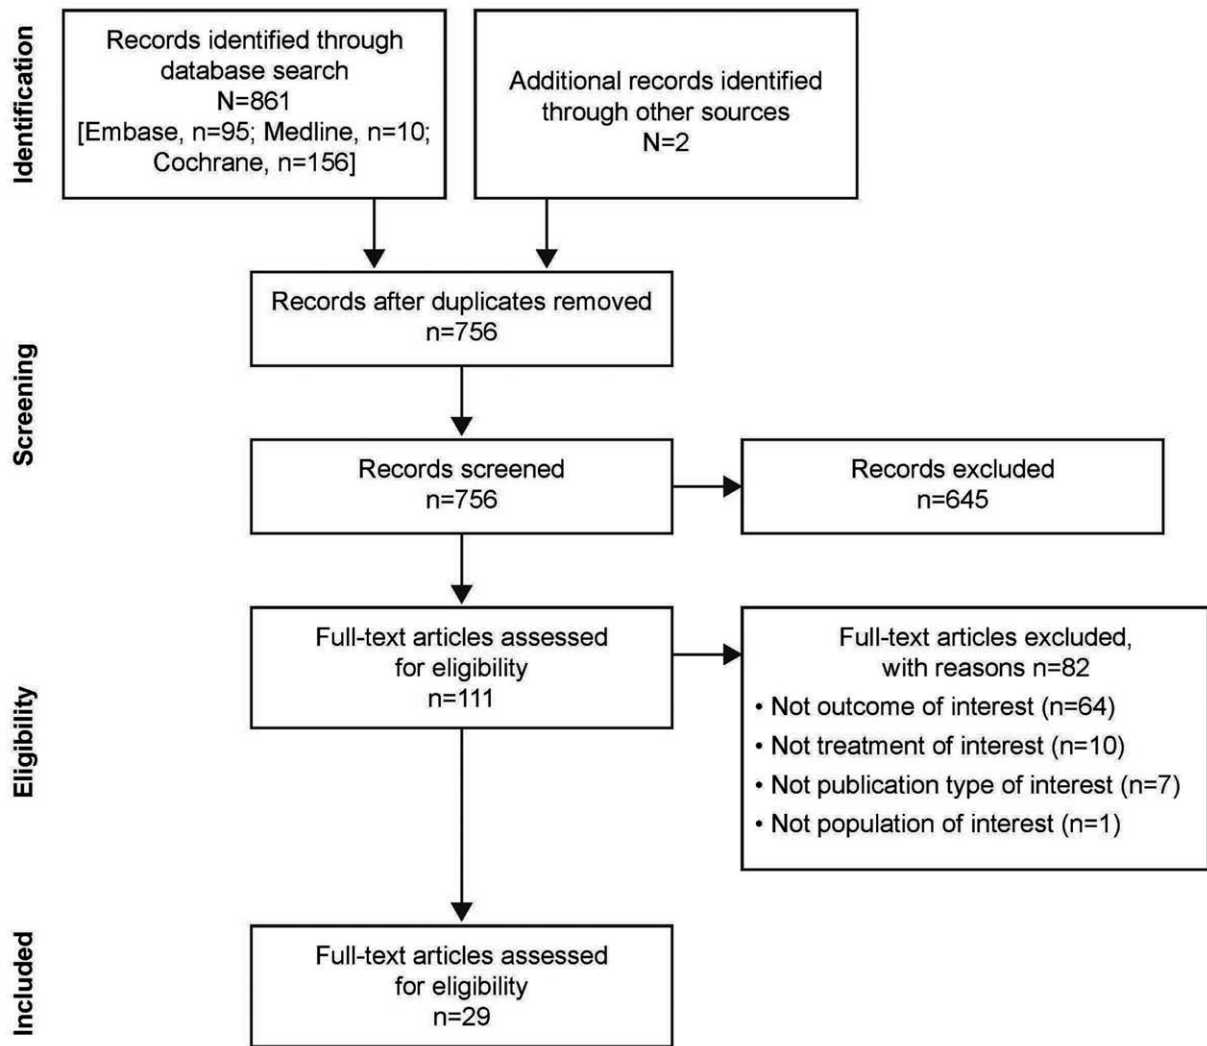 Identification
Records identified through
database search
N=861
[Embase, n=95; Medline, n=10;
Cochrane, n=156]
Additional records identified
through other sources
N=2
Screening
Records after duplicates removed
n=756
Records screened
n=756
Records excluded
n=645
Eligibility
Full-text articles assessed
for eligibility
n=111
Full-text articles excluded,
with reasons n=82
• Not outcome of interest (n=64)
• Not treatment of interest (n=10)
• Not publication type of interest (n=7)
• Not population of interest (n=1)
Included
Full-text articles assessed
for eligibility
n=29